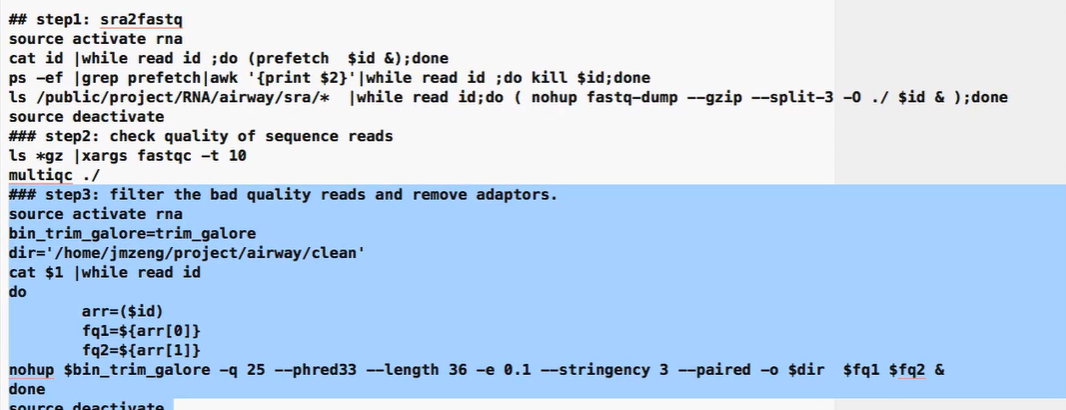 ## step1: sra2fastq
source activate rna
cat id |while read id ;do (prefetch  $id &);done
ps -ef |grep prefetch|awk '{print $2}'|while read id ;do kill $id;done
ls /public/project/RNA/airway/sra/*  |while read id;do ( nohup fastq-dump --gzip --split-3 -O ./ $id & );done
source deactivate
### step2: check quality of sequence reads
ls *gz |xargs fastqc -t 10
multiqc ./
### step3: filter the bad quality reads and remove adaptors.
source activate rna
bin_trim_galore=trim_galore
dir='/home/jmzeng/project/airway/clean'
cat $1 |while read id
do
        arr=($id)
        fq1=${arr[0]}
        fq2=${arr[1]}
nohup $bin_trim_galore -q 25 --phred33 --length 36 -e 0.1 --stringency 3 --paired -o $dir  $fq1 $fq2 &
done
source deactivate